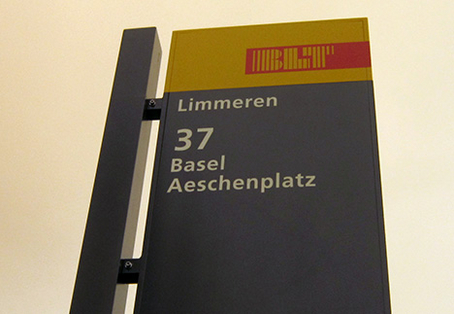 BLT
Limmeren
37
Basel
Aeschenplatz